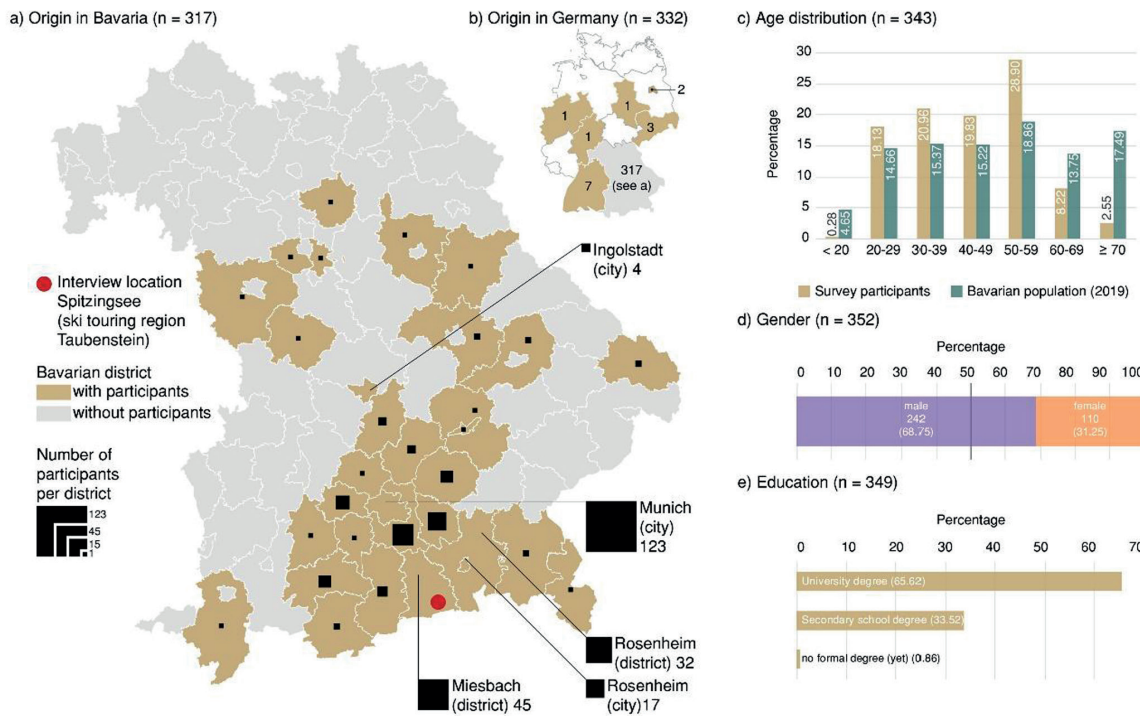 a) Origin in Bavaria (n = 317)
b) Origin in Germany (n = 332)
2
1
1
1
3
7
317
(see a)
Ingolstadt
(city) 4
Interview location
Spitzingsee
(ski touring region
Taubenstein)
Bavarian district
with participants
without participants
Number of
participants
per district
123
45
15
1
Munich
(city)
123
Rosenheim
(district) 32
Miesbach
(district) 45
Rosenheim
(city)17
c) Age distribution (n = 343)
Percentage
30
25
20
15
10
5
0
0.28
4.65
18.13
14.66
20.96
15.37
19.83
15.22
28.90
18.86
8.22
13.75
2.55
17.49
< 20
20-29
30-39
40-49
50-59
60-69
≥ 70
Survey participants
Bavarian population (2019)
d) Gender (n = 352)
Percentage
0 10 20 30 40 50 60 70 80 90 100
male
242
(68.75)
female
110
(31.25)
e) Education (n = 349)
Percentage
0 10 20 30 40 50 60 70
University degree (65.62)
Secondary school degree (33.52)
no formal degree (yet) (0.86)